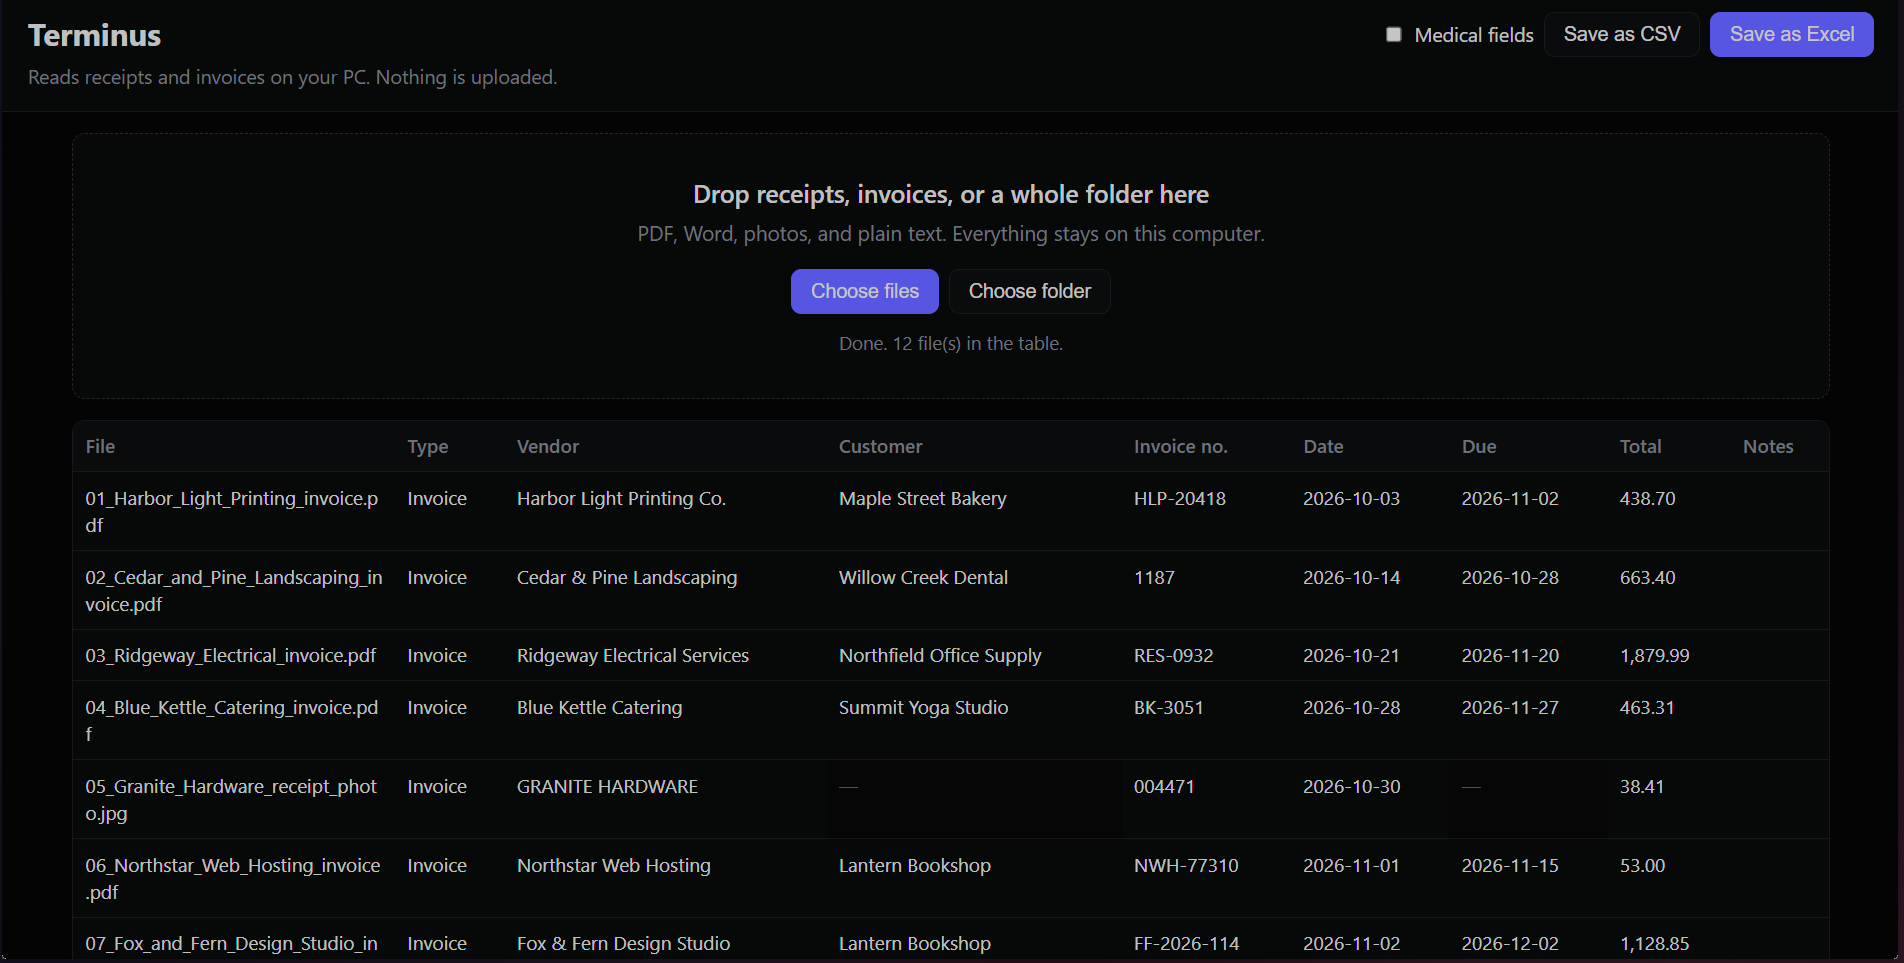 Terminus
Medical fields
Save as CSV
Save as Excel
Reads receipts and invoices on your PC. Nothing is uploaded.
Drop receipts, invoices, or a whole folder here
PDF, Word, photos, and plain text. Everything stays on this computer.
Choose files
Choose folder
Done. 12 file(s) in the table.
File Type Vendor Customer Invoice no. Date Due Total Notes
01_Harbor_Light_Printing_invoice.p Invoice Harbor Light Printing Co. Maple Street Bakery HLP-20418 2026-10-03 2026-11-02 438.70
df
02_Cedar_and_Pine_Landscaping_in Invoice Cedar & Pine Landscaping Willow Creek Dental 1187 2026-10-14 2026-10-28 663.40
voice.pdf
03_Ridgeway_Electrical_invoice.pdf Invoice Ridgeway Electrical Services Northfield Office Supply RES-0932 2026-10-21 2026-11-20 1,879.99
04_Blue_Kettle_Catering_invoice.pd Invoice Blue Kettle Catering Summit Yoga Studio BK-3051 2026-10-28 2026-11-27 463.31
f
05_Granite_Hardware_receipt_phot Invoice GRANITE HARDWARE — 004471 2026-10-30 — 38.41
o.jpg
06_Northstar_Web_Hosting_invoice Invoice Northstar Web Hosting Lantern Bookshop NWH-77310 2026-11-01 2026-11-15 53.00
.pdf
07_Fox_and_Fern_Design_Studio_in Invoice Fox & Fern Design Studio Lantern Bookshop FF-2026-114 2026-11-02 2026-12-02 1,128.85